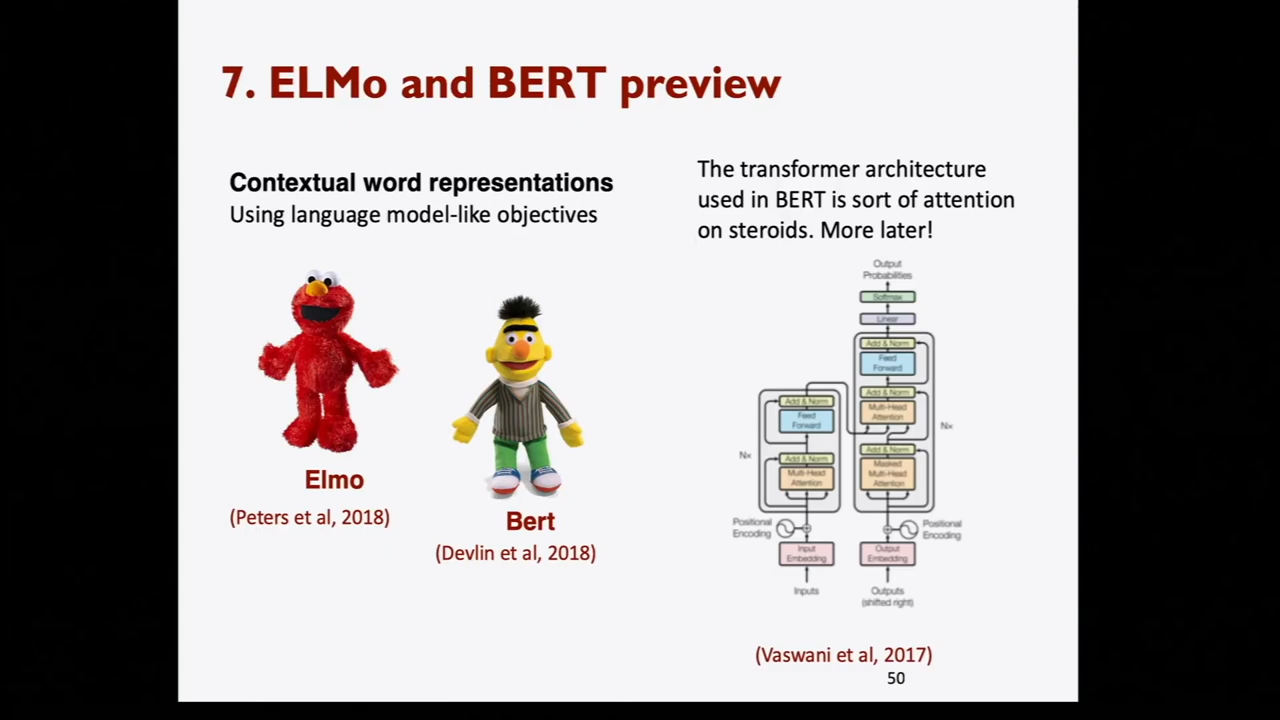 7. ELMo and BERT preview
Contextual word representations
Using language model-like objectives
Elmo
(Peters et al, 2018)
Bert
(Devlin et al, 2018)
The transformer architecture
used in BERT is sort of attention
on steroids. More later!
Output
Probabilities
Softmax
Linear
Add & Norm
Feed
Forward
Add & Norm
Multi-Head
Attention
Nx
Add & Norm
Masked
Multi-Head
Attention
Add & Norm
Feed
Forward
Nx
Add & Norm
Multi-Head
Attention
Positional
Encoding
Positional
Encoding
Input
Embedding
Output
Embedding
Inputs
Outputs
(shifted right)
(Vaswani et al, 2017)
50